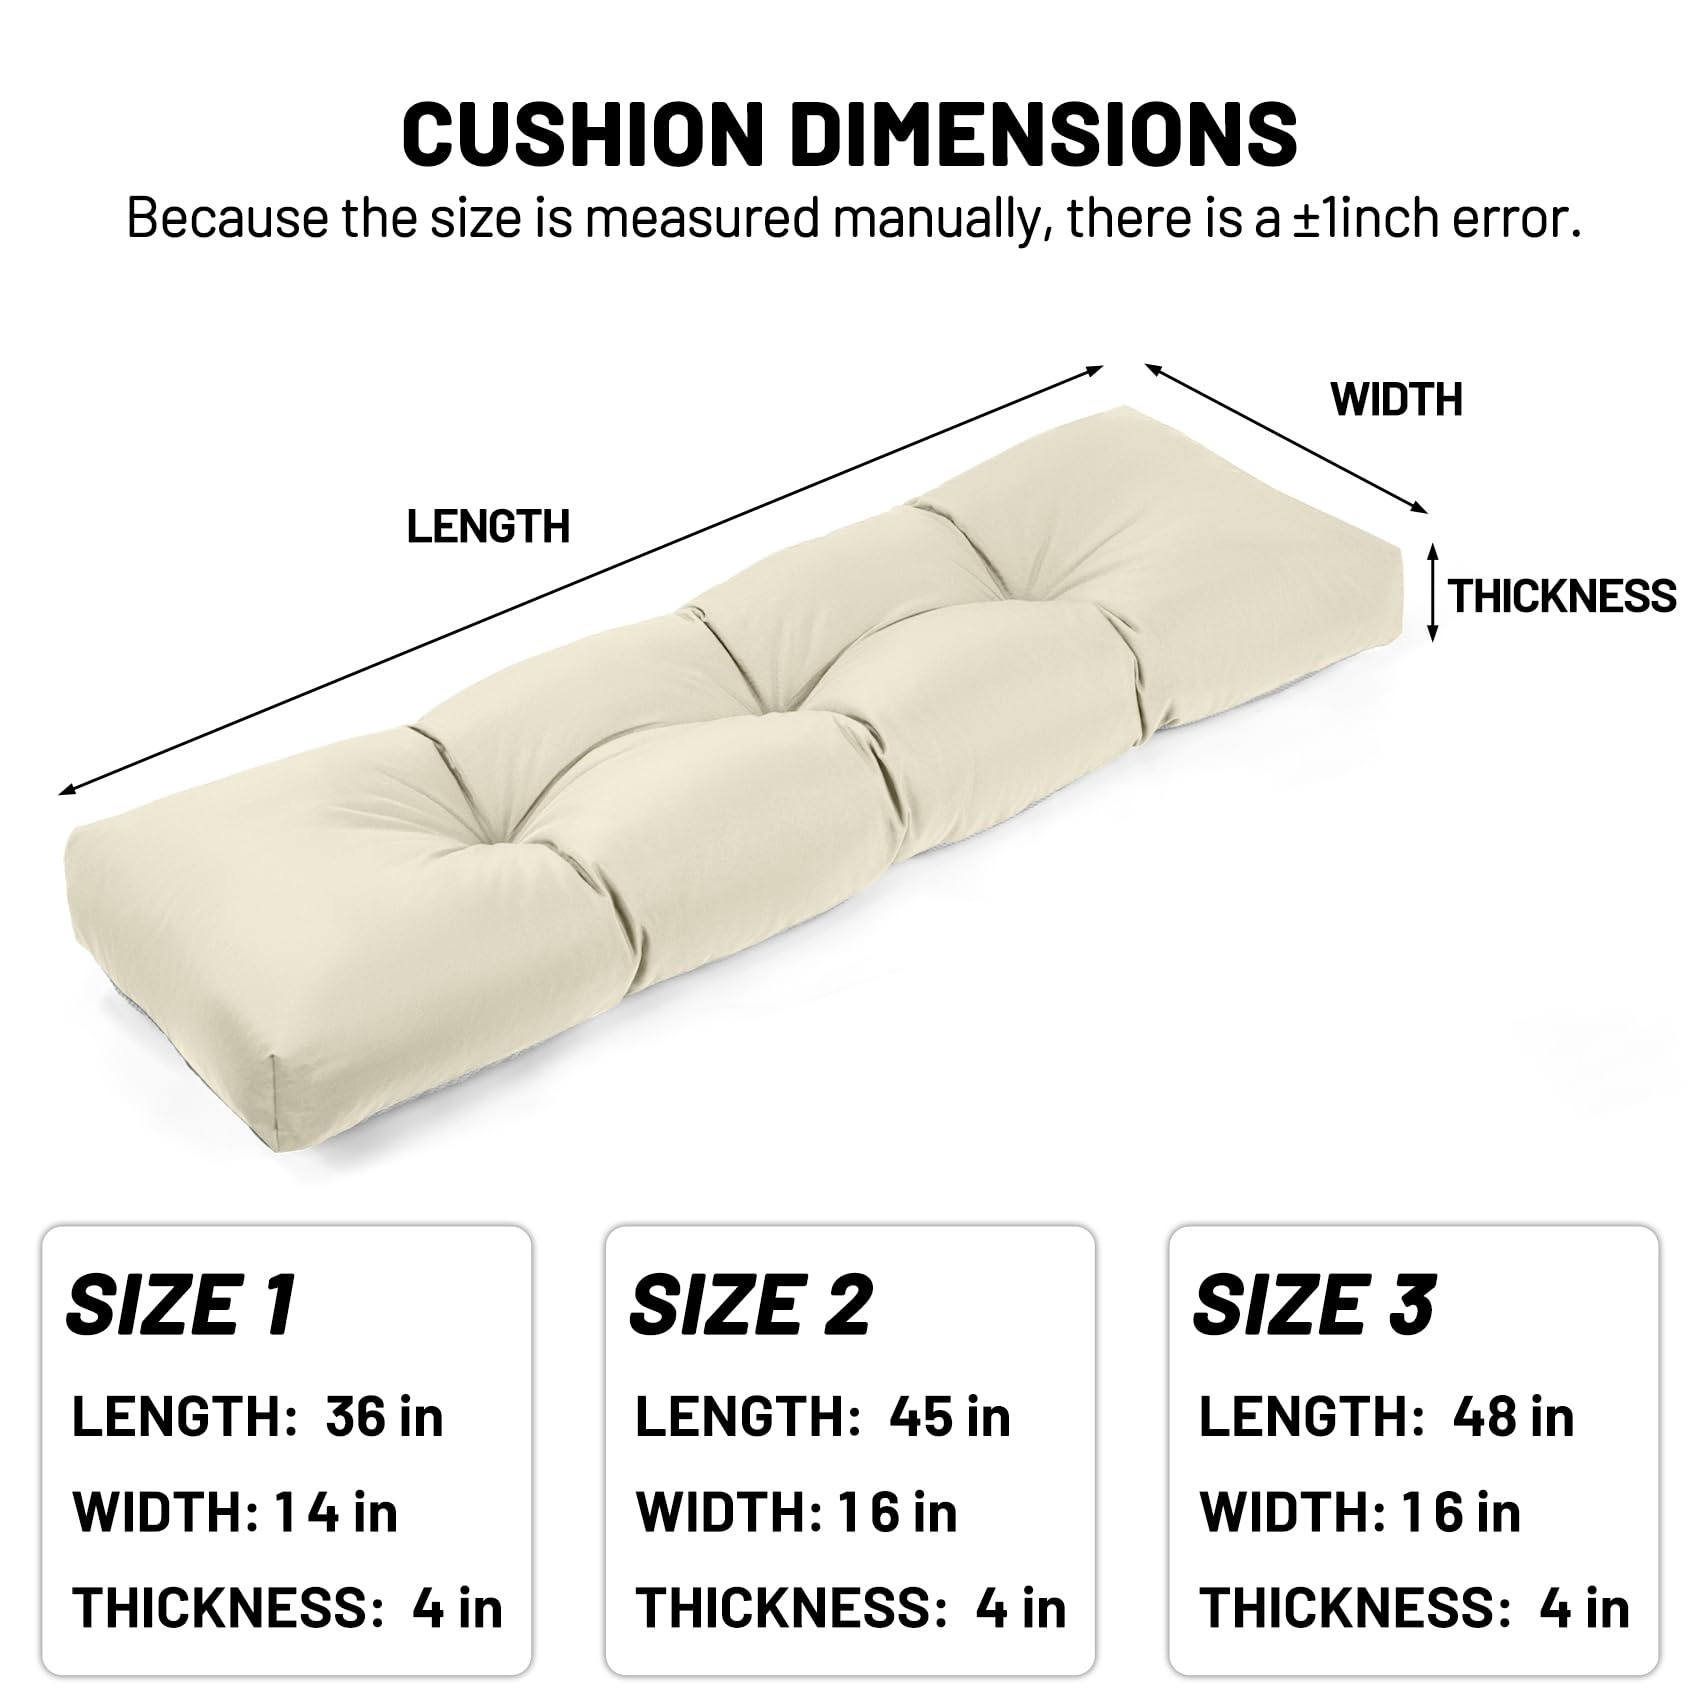 CUSHION DIMENSIONS
Because the size is measured manually, there is a ±1inch error.
WIDTH
LENGTH
THICKNESS
SIZE 1
LENGTH: 36 in
WIDTH: 14 in
THICKNESS: 4 in
SIZE 2
LENGTH: 45 in
WIDTH: 16 in
THICKNESS: 4 in
SIZE 3
LENGTH: 48 in
WIDTH: 16 in
THICKNESS: 4 in